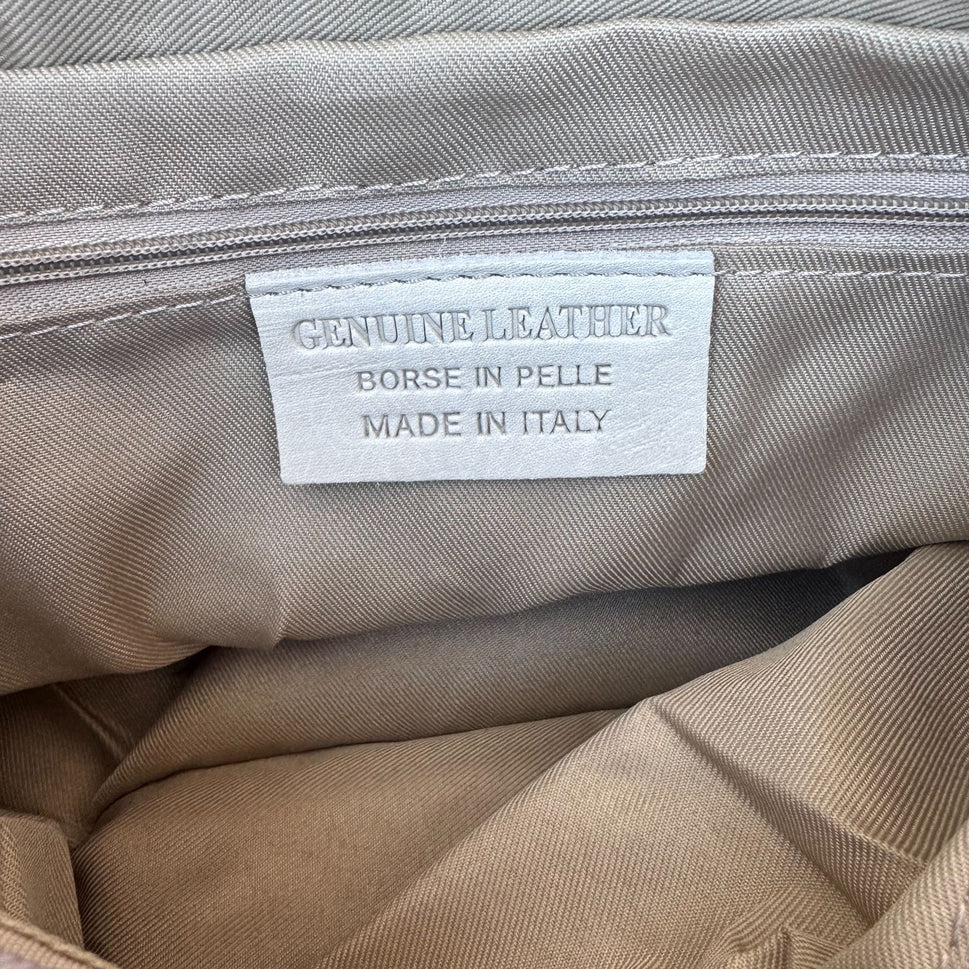 GENUINE LEATHER
BORSE IN PELLE
MADE IN ITALY